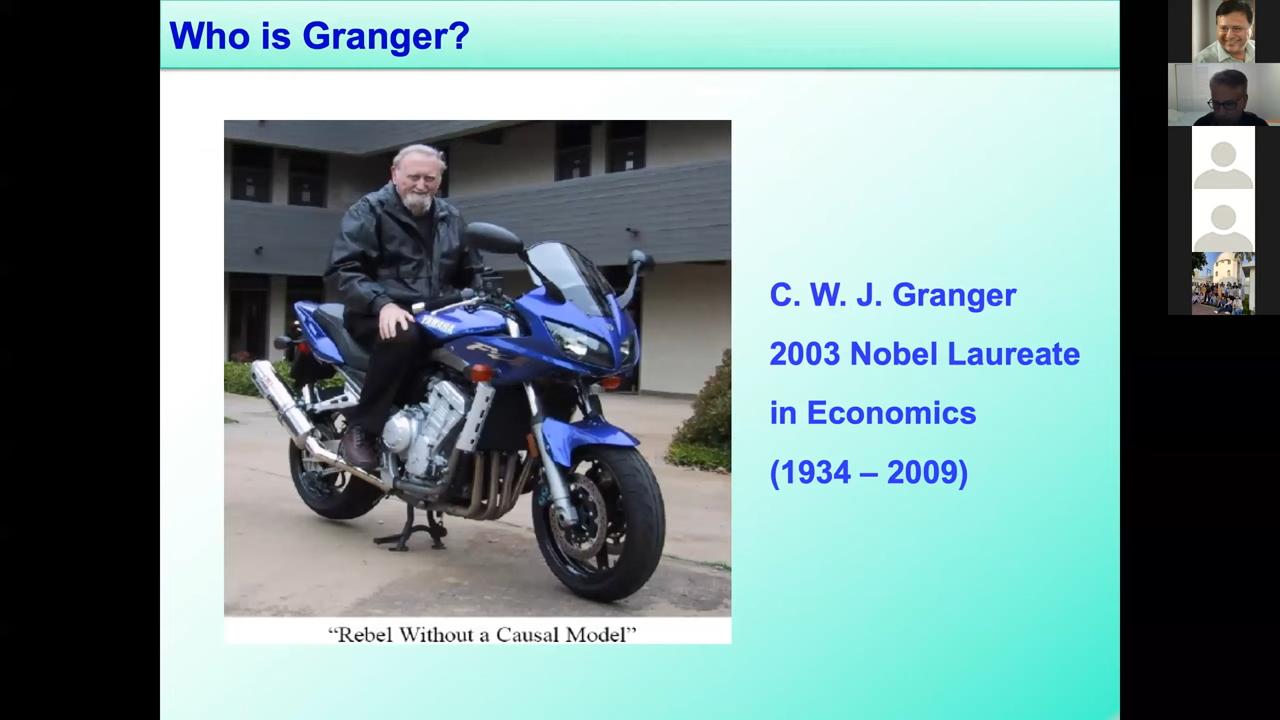 Who is Granger?
C. W. J. Granger
2003 Nobel Laureate
in Economics
(1934 – 2009)
YAMAHA
“Rebel Without a Causal Model”